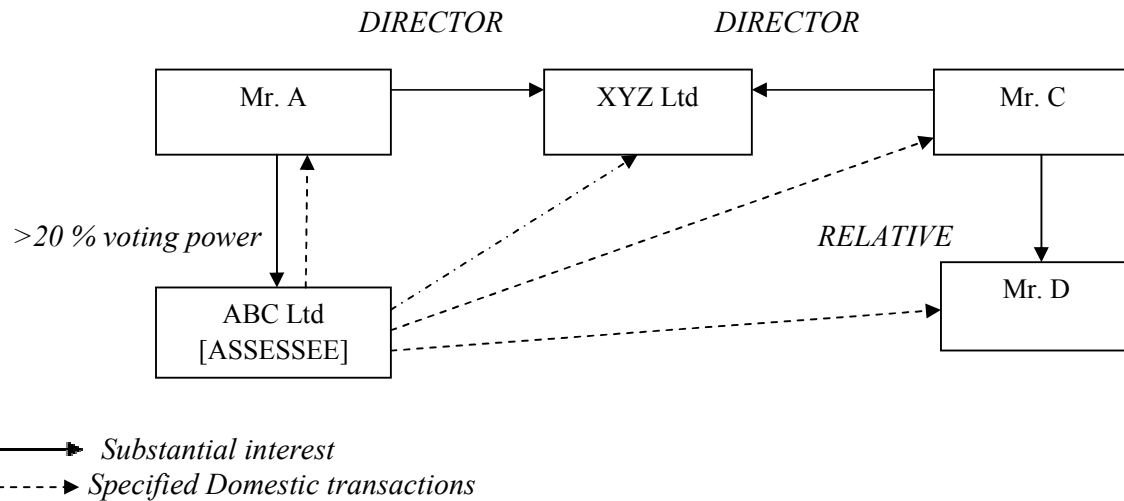 DIRECTOR DIRECTOR
Mr. A XYZ Ltd Mr. C
>20 % voting power RELATIVE
ABC Ltd Mr. D
[ASSESSEE]
Substantial interest
Specified Domestic transactions